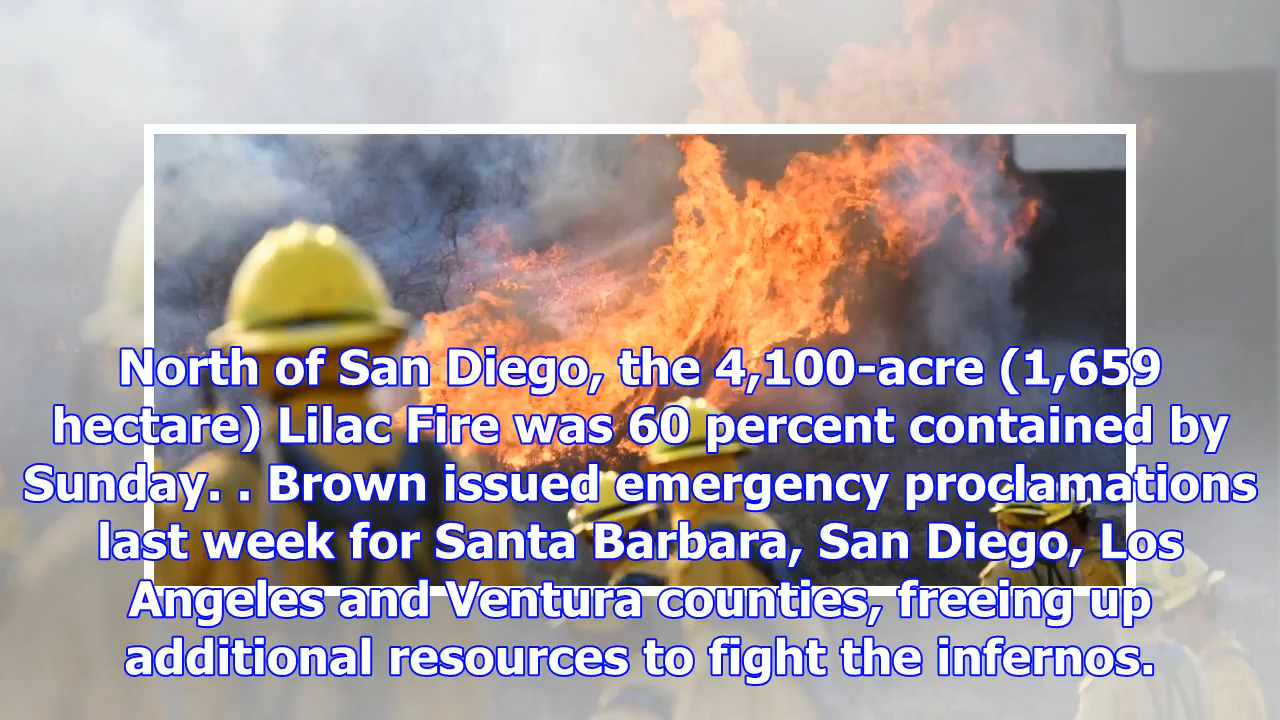 North of San Diego, the 4,100-acre (1,659
hectare) Lilac Fire was 60 percent contained by
Sunday. . Brown issued emergency proclamations
last week for Santa Barbara, San Diego, Los
Angeles and Ventura counties, freeing up
additional resources to fight the infernos.